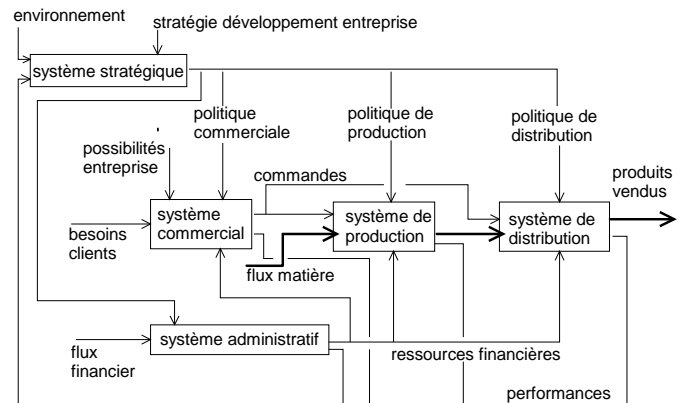 environnement
stratégie développement entreprise
système stratégique
politique
commerciale
politique de
production
politique de
distribution
possibilités
entreprise
commandes
produits
vendus
système
commercial
système de
production
système de
distribution
besoins
clients
flux matière
système administratif
flux
financier
ressources financières
performances